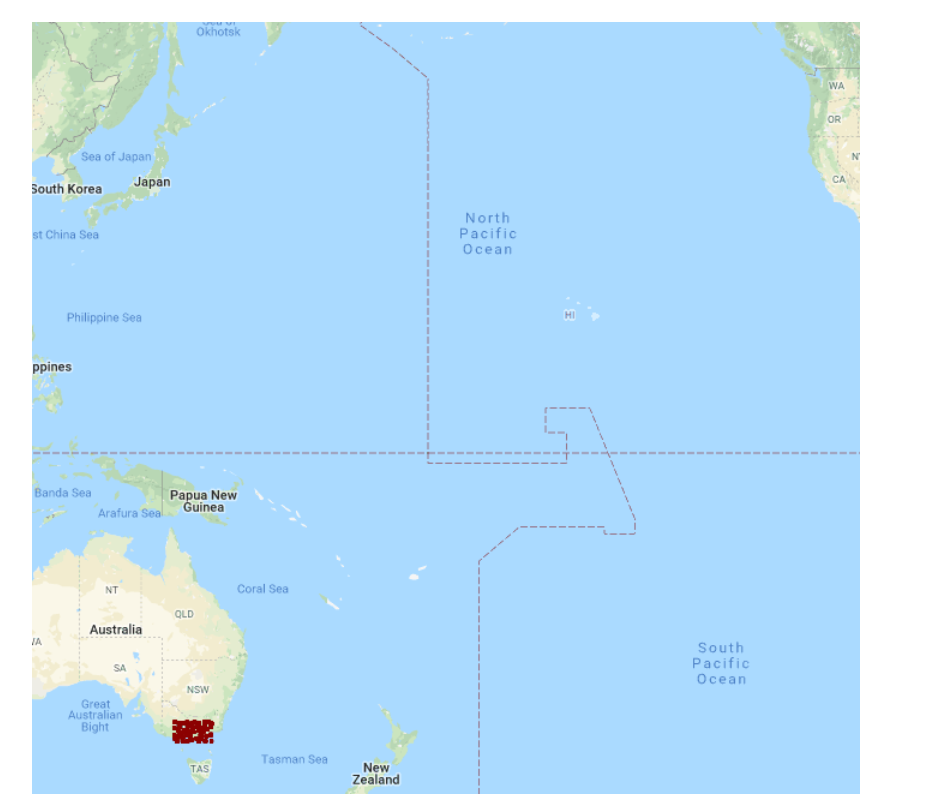 Sea of
Okhotsk
WA
OR
Sea of Japan
Japan
South Korea
CA
North
Pacific
Ocean
st China Sea
HI
Philippine Sea
ppines
Banda Sea
Papua New
Guinea
Arafura Sea
NT
Coral Sea
QLD
Australia
SA
South
Pacific
Ocean
NSW
Great
Australian
Bight
Tasman Sea
TAS
New
Zealand